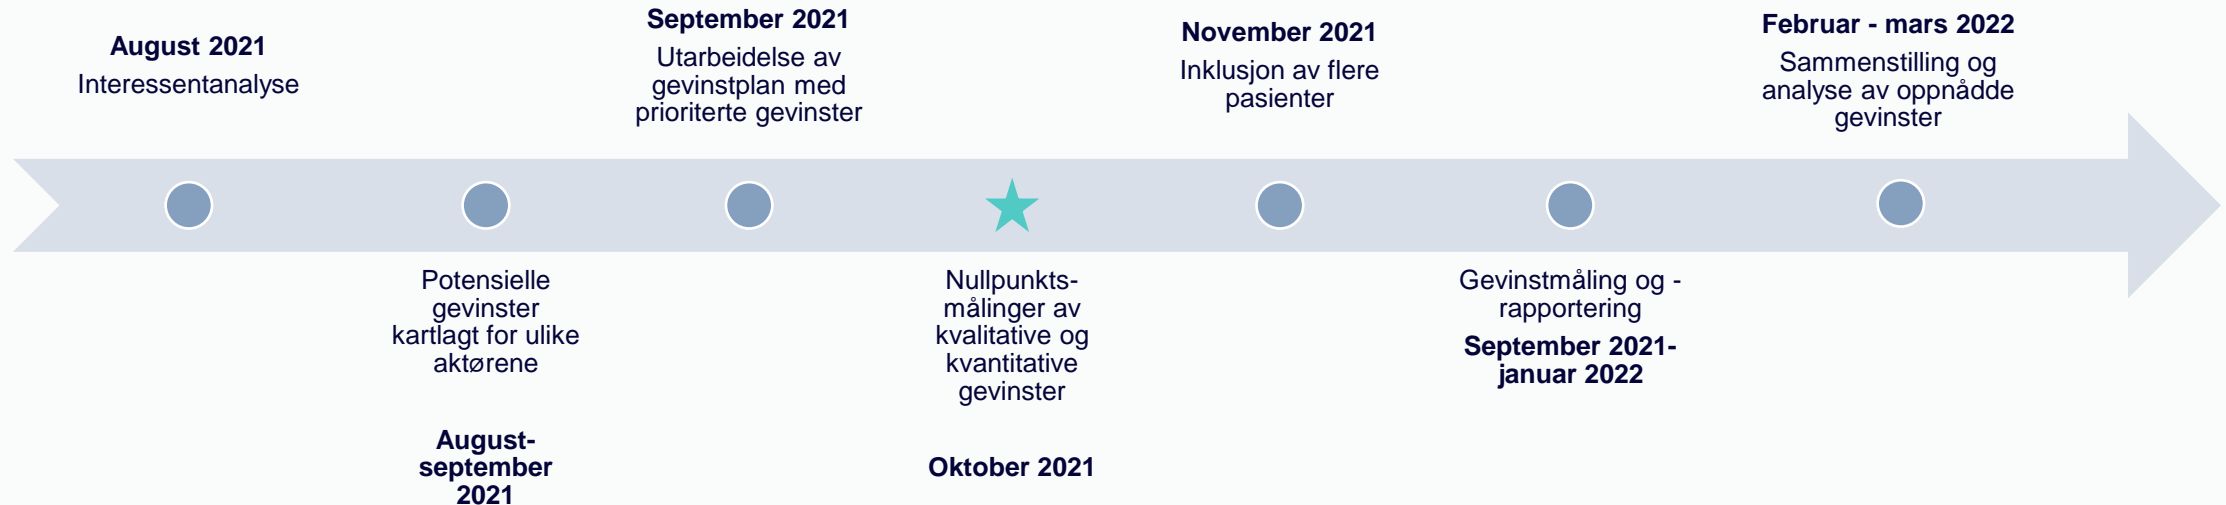 August 2021
Interessentanalyse
Potensielle
gevinster
kartlagt for ulike
aktørene
August-
september
2021
September 2021
Utarbeidelse av
gevinstplan med
prioriterte gevinster
Nullpunkts-
målinger av
kvalitative og
kvantitative
gevinster
Oktober 2021
November 2021
Inklusjon av flere
pasienter
Gevinstmåling og -
rapportering
September 2021-
januar 2022
Februar - mars 2022
Sammenstilling og
analyse av oppnådde
gevinster